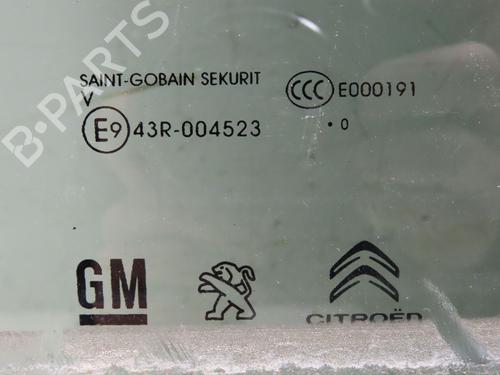 B-PARTS
SAINT-GOBAIN SEKURIT
V
CCC E000191
E9 43R-004523
• 0
GM
CITROËN